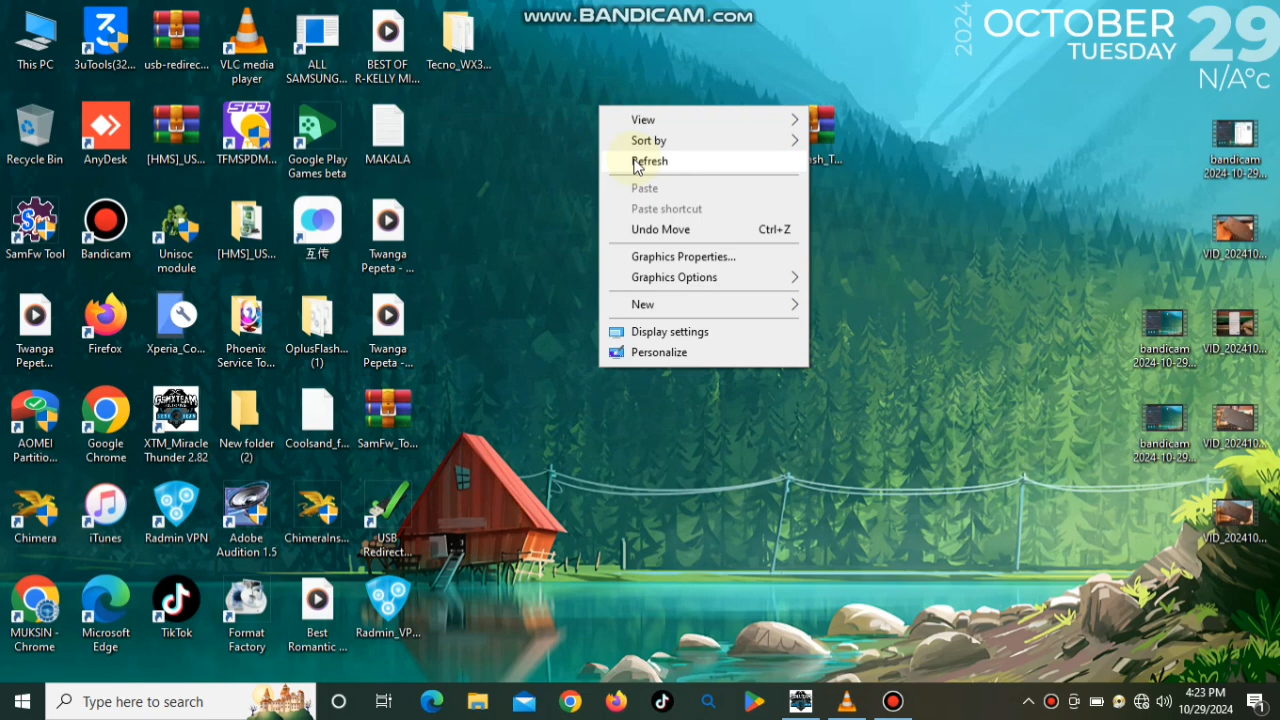 www.BANDICAM.com
2024
OCTOBER
TUESDAY
29
N/A°c
This PC
3uTools(32...
usb-redirec...
VLC media
player
ALL
SAMSUNG...
BEST OF
R-KELLY MI...
Tecno_WX3...
Recycle Bin
AnyDesk
[HMS]_US...
TFMSPDM...
Google Play
Games beta
MAKALA
ash_T...
SamFw Tool
Bandicam
Unisoc
module
[HMS]_US...
互传
Twanga
Pepeta - ...
Twanga
Pepet...
Firefox
Xperia_Co...
Phoenix
Service To...
OplusFlash...
(1)
Twanga
Pepeta -...
AOMEI
Partitio...
Google
Chrome
XTM_Miracle
Thunder 2.82
New folder
(2)
Coolsand_f...
SamFw_To...
Chimera
iTunes
Radmin VPN
Adobe
Audition 1.5
ChimeraIns...
USB
Redirect...
MUKSIN -
Chrome
Microsoft
Edge
TikTok
Format
Factory
Best
Romantic ...
Radmin_VP...
View
Sort by
Refresh
Paste
Paste shortcut
Undo Move Ctrl+Z
Graphics Properties...
Graphics Options
New
Display settings
Personalize
bandicam
2024-10-29...
VID_202410...
bandicam
2024-10-29...
VID_202410...
bandicam
2024-10-29...
VID_202410...
VID_202410...
Type here to search
4:23 PM
10/29/2024